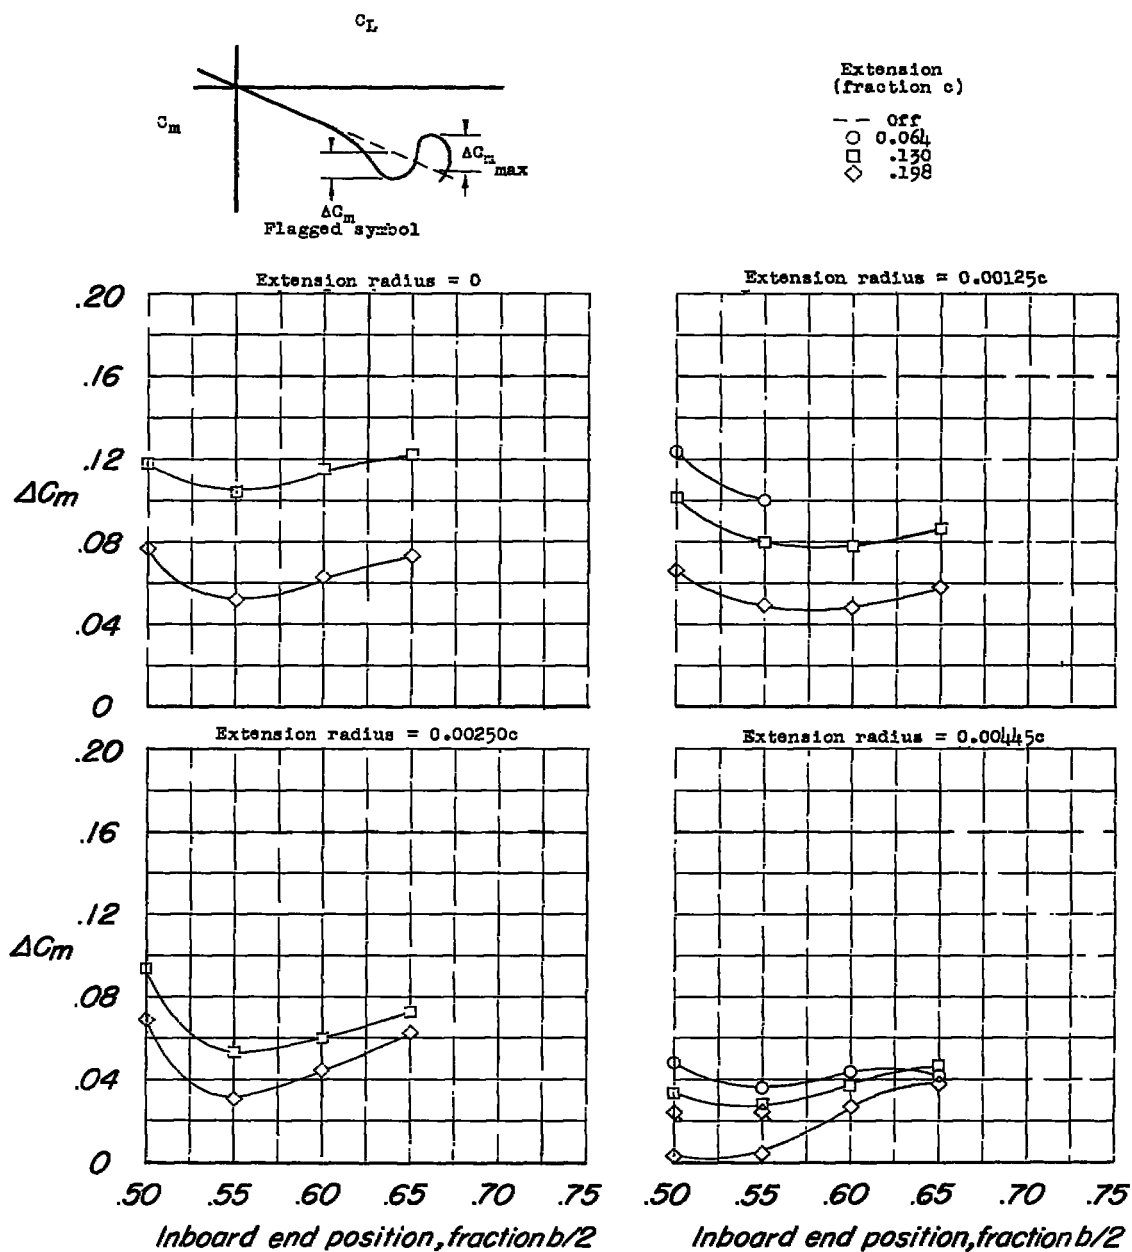 C_L
C_m
ΔC_m max
ΔC_m
Flagged symbol
Extension
(fraction c)
-- Off
○ 0.064
□ .130
◇ .198
Extension radius = 0
.20
.16
.12
ΔCm
.08
.04
0
Extension radius = 0.00125c
Extension radius = 0.00250c
.20
.16
.12
ΔCm
.08
.04
0
.50 .55 .60 .65 .70 .75
Inboard end position, fraction b/2
Extension radius = 0.00445c
.50 .55 .60 .65 .70 .75
Inboard end position, fraction b/2